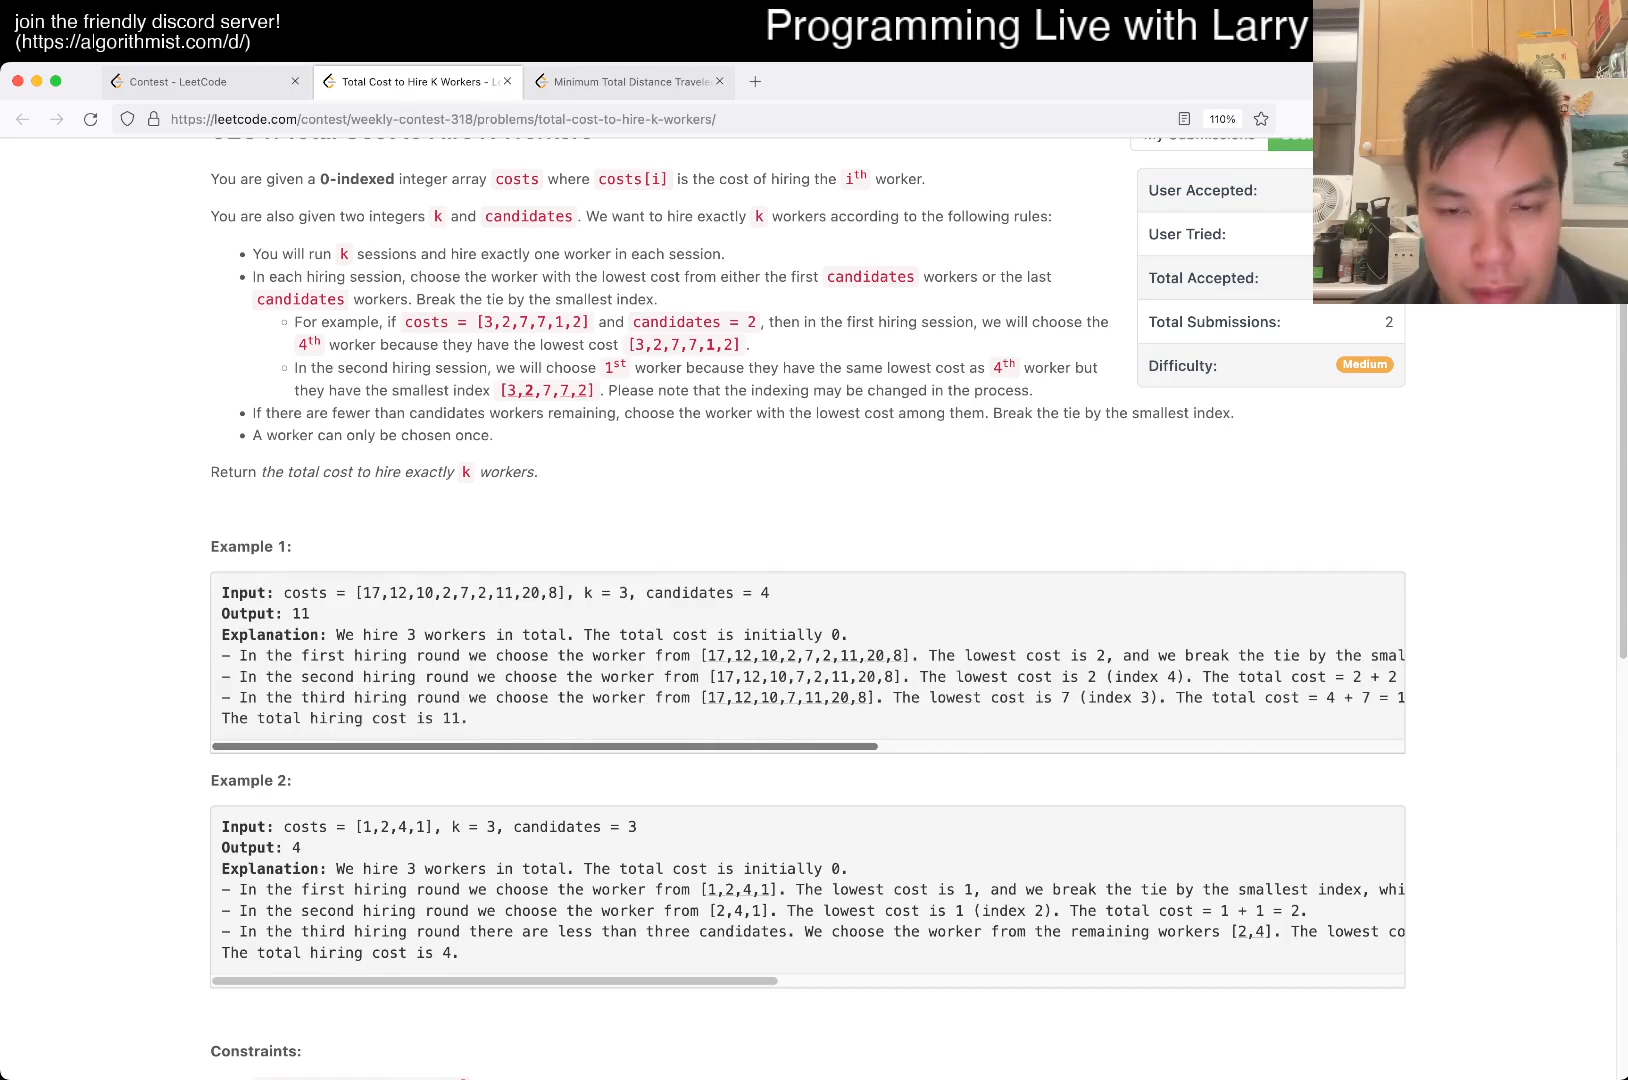 join the friendly discord server!
(https://algorithmist.com/d/)
Programming Live with Larry
Contest - LeetCode
Total Cost to Hire K Workers - Le
Minimum Total Distance Travele
https://leetcode.com/contest/weekly-contest-318/problems/total-cost-to-hire-k-workers/
110%
You are given a 0-indexed integer array costs where costs[i] is the cost of hiring the ith worker.
You are also given two integers k and candidates. We want to hire exactly k workers according to the following rules:
• You will run k sessions and hire exactly one worker in each session.
• In each hiring session, choose the worker with the lowest cost from either the first candidates workers or the last
candidates workers. Break the tie by the smallest index.
◦ For example, if costs = [3,2,7,7,1,2] and candidates = 2, then in the first hiring session, we will choose the
4th worker because they have the lowest cost [3,2,7,7,1,2].
◦ In the second hiring session, we will choose 1st worker because they have the same lowest cost as 4th worker but
they have the smallest index [3,2,7,7,2]. Please note that the indexing may be changed in the process.
• If there are fewer than candidates workers remaining, choose the worker with the lowest cost among them. Break the tie by the smallest index.
• A worker can only be chosen once.
Return the total cost to hire exactly k workers.
User Accepted:
User Tried:
Total Accepted:
Total Submissions: 2
Difficulty: Medium
Example 1:
Input: costs = [17,12,10,2,7,2,11,20,8], k = 3, candidates = 4
Output: 11
Explanation: We hire 3 workers in total. The total cost is initially 0.
- In the first hiring round we choose the worker from [17,12,10,2,7,2,11,20,8]. The lowest cost is 2, and we break the tie by the smal
- In the second hiring round we choose the worker from [17,12,10,7,2,11,20,8]. The lowest cost is 2 (index 4). The total cost = 2 + 2
- In the third hiring round we choose the worker from [17,12,10,7,11,20,8]. The lowest cost is 7 (index 3). The total cost = 4 + 7 = 1
The total hiring cost is 11.
Example 2:
Input: costs = [1,2,4,1], k = 3, candidates = 3
Output: 4
Explanation: We hire 3 workers in total. The total cost is initially 0.
- In the first hiring round we choose the worker from [1,2,4,1]. The lowest cost is 1, and we break the tie by the smallest index, whi
- In the second hiring round we choose the worker from [2,4,1]. The lowest cost is 1 (index 2). The total cost = 1 + 1 = 2.
- In the third hiring round there are less than three candidates. We choose the worker from the remaining workers [2,4]. The lowest co
The total hiring cost is 4.
Constraints: